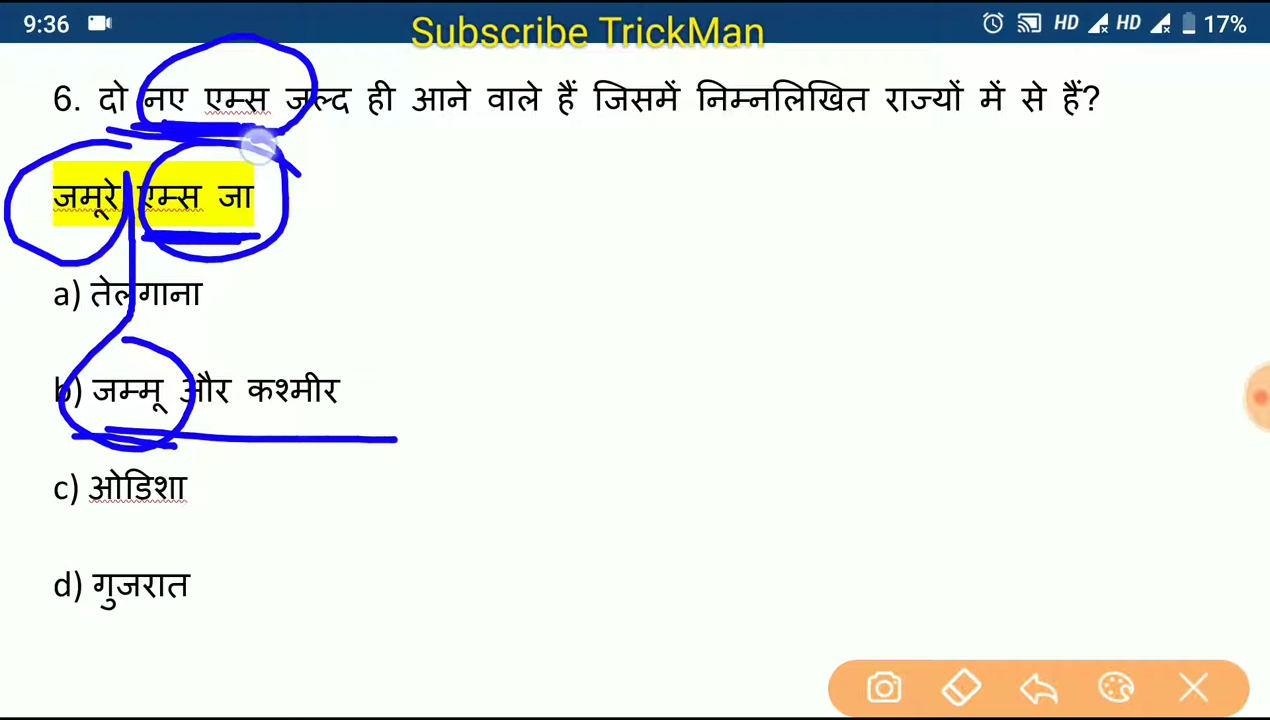 9:36 Subscribe TrickMan HD HD 17%
6. दो नए एम्स जल्द ही आने वाले हैं जिसमें निम्नलिखित राज्यों में से हैं?
जमूरे एम्स जा
a) तेलगाना
b) जम्मू और कश्मीर
c) ओडिशा
d) गुजरात